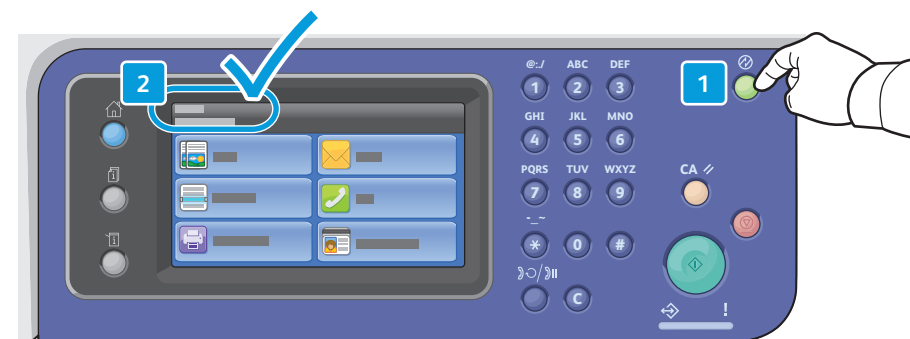 2
1
@:./ ABC DEF
1 2 3
GHI JKL MNO
4 5 6
PQRS TUV WXYZ
7 8 9
CA
-_~
* 0 #
C
!